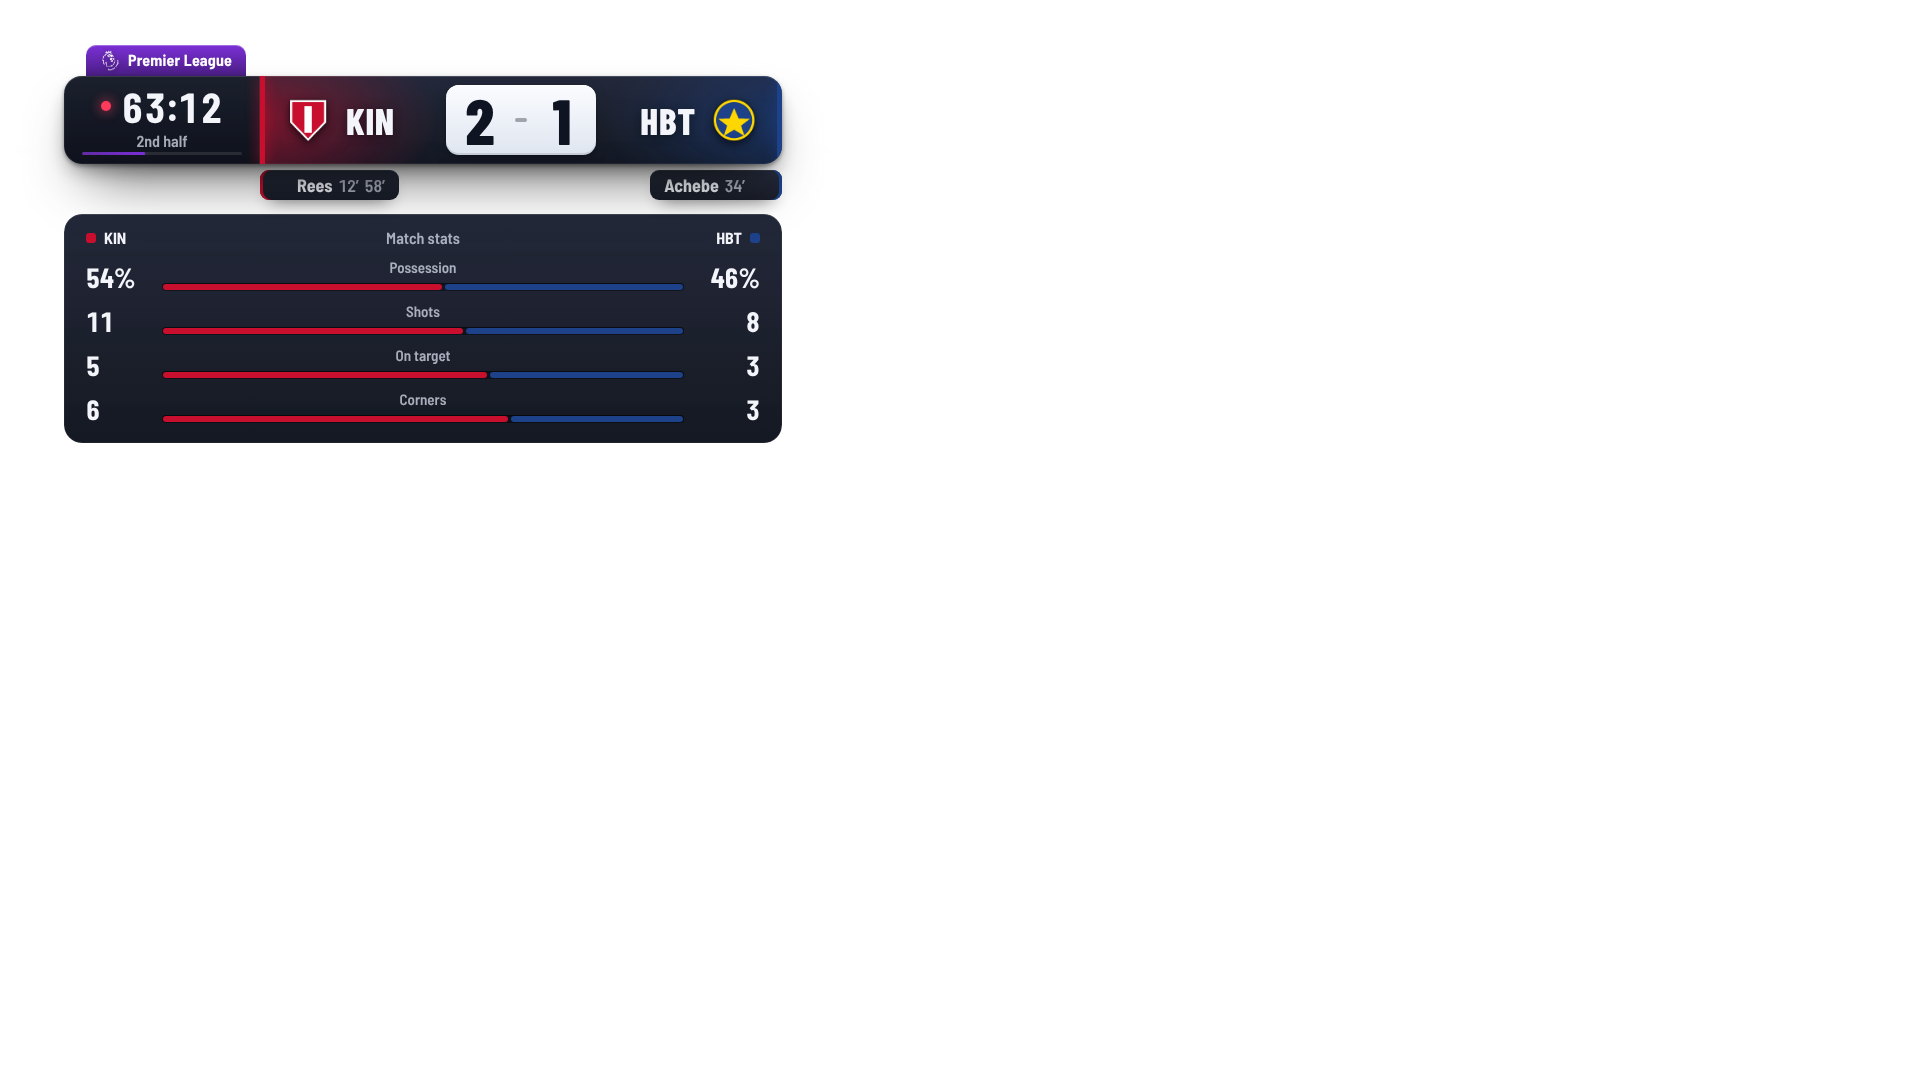 Premier League
63:12
2nd half
KIN
2 - 1
HBT
Rees 12′ 58′
Achebe 34′
KIN Match stats HBT
Possession
54% 46%
Shots
11 8
On target
5 3
Corners
6 3